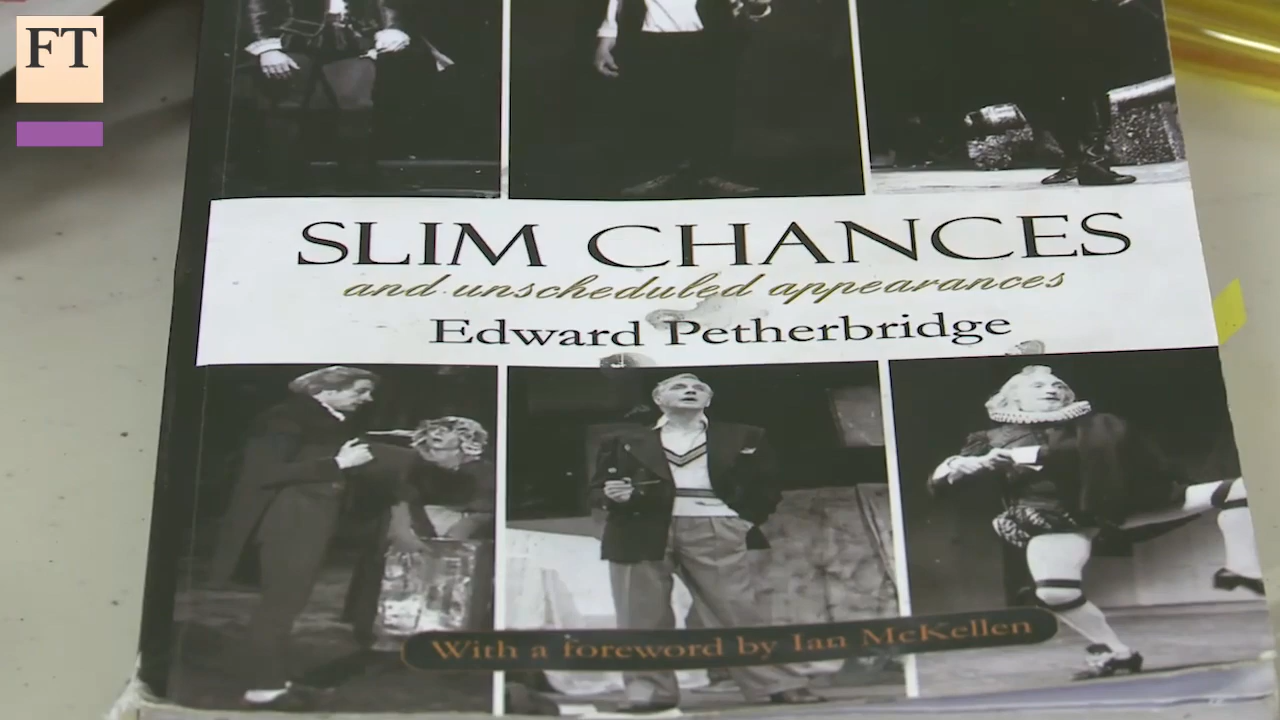 FT
SLIM CHANCES
and unscheduled appearances
Edward Petherbridge
With a foreword by Ian McKellen